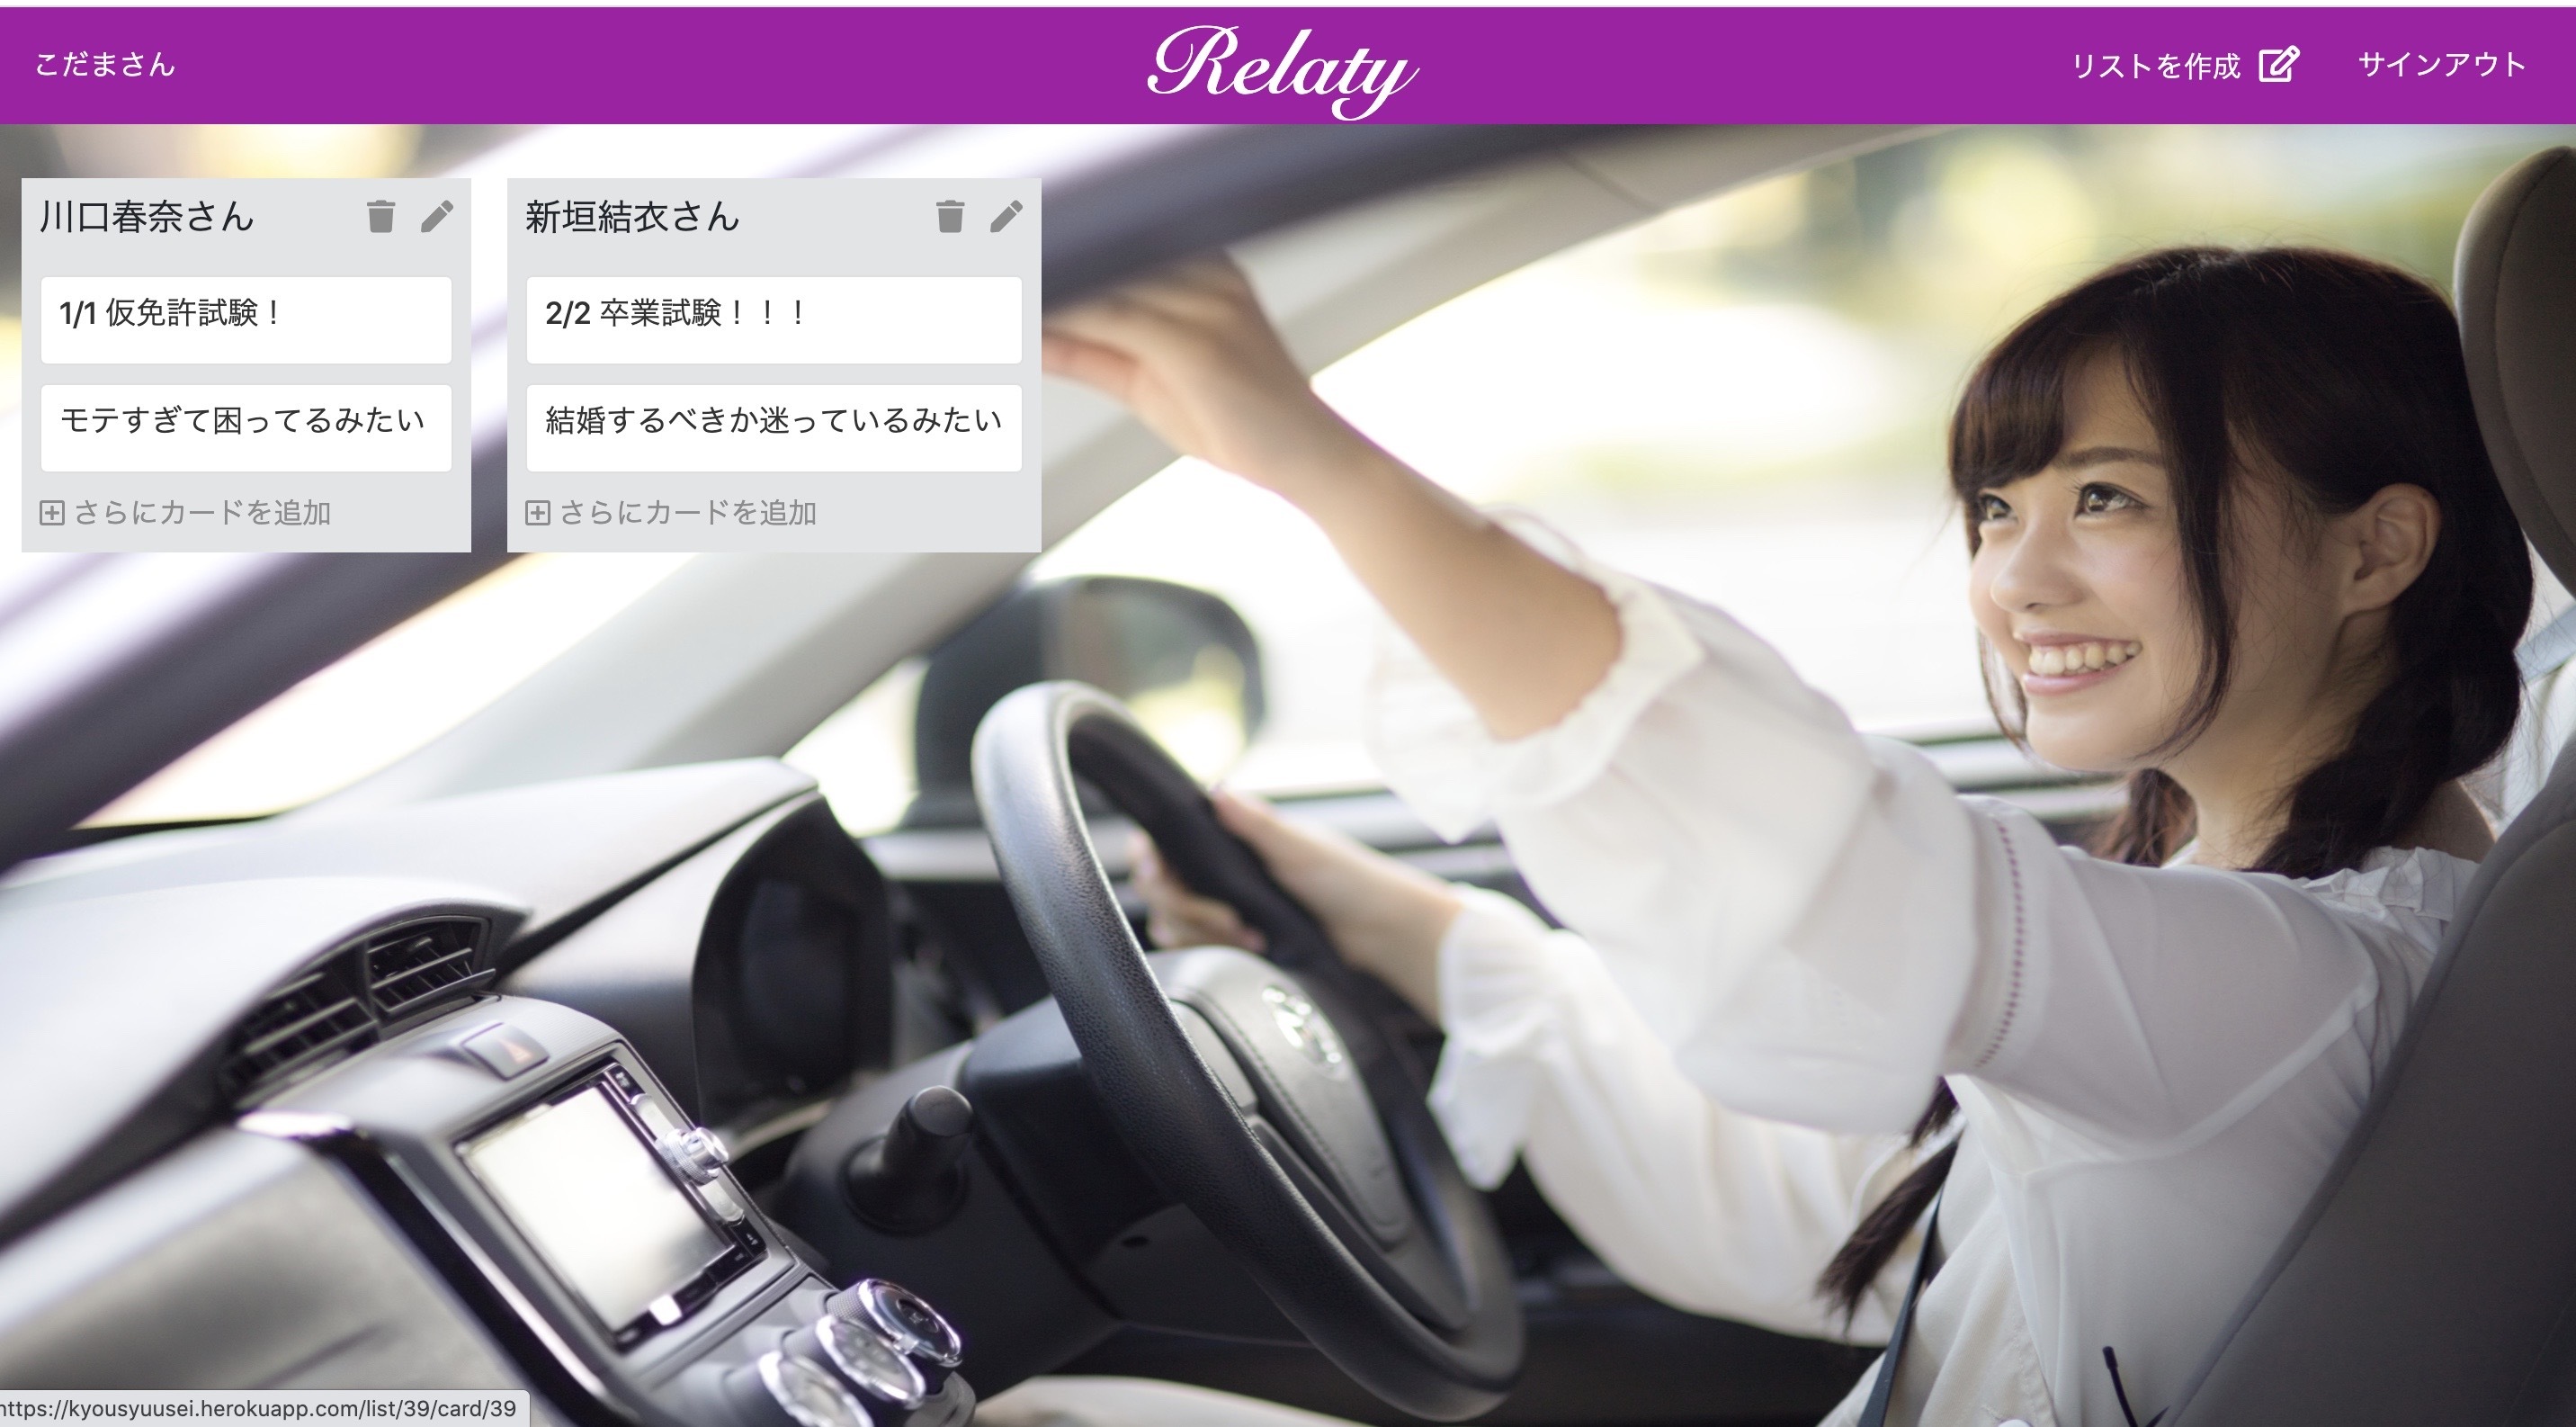 こだまさん
Relaty
リストを作成
サインアウト
川口春奈さん
1/1 仮免許試験！
モテすぎて困ってるみたい
さらにカードを追加
新垣結衣さん
2/2 卒業試験！！！
結婚するべきか迷っているみたい
さらにカードを追加
https://kyousyuusei.herokuapp.com/list/39/card/39